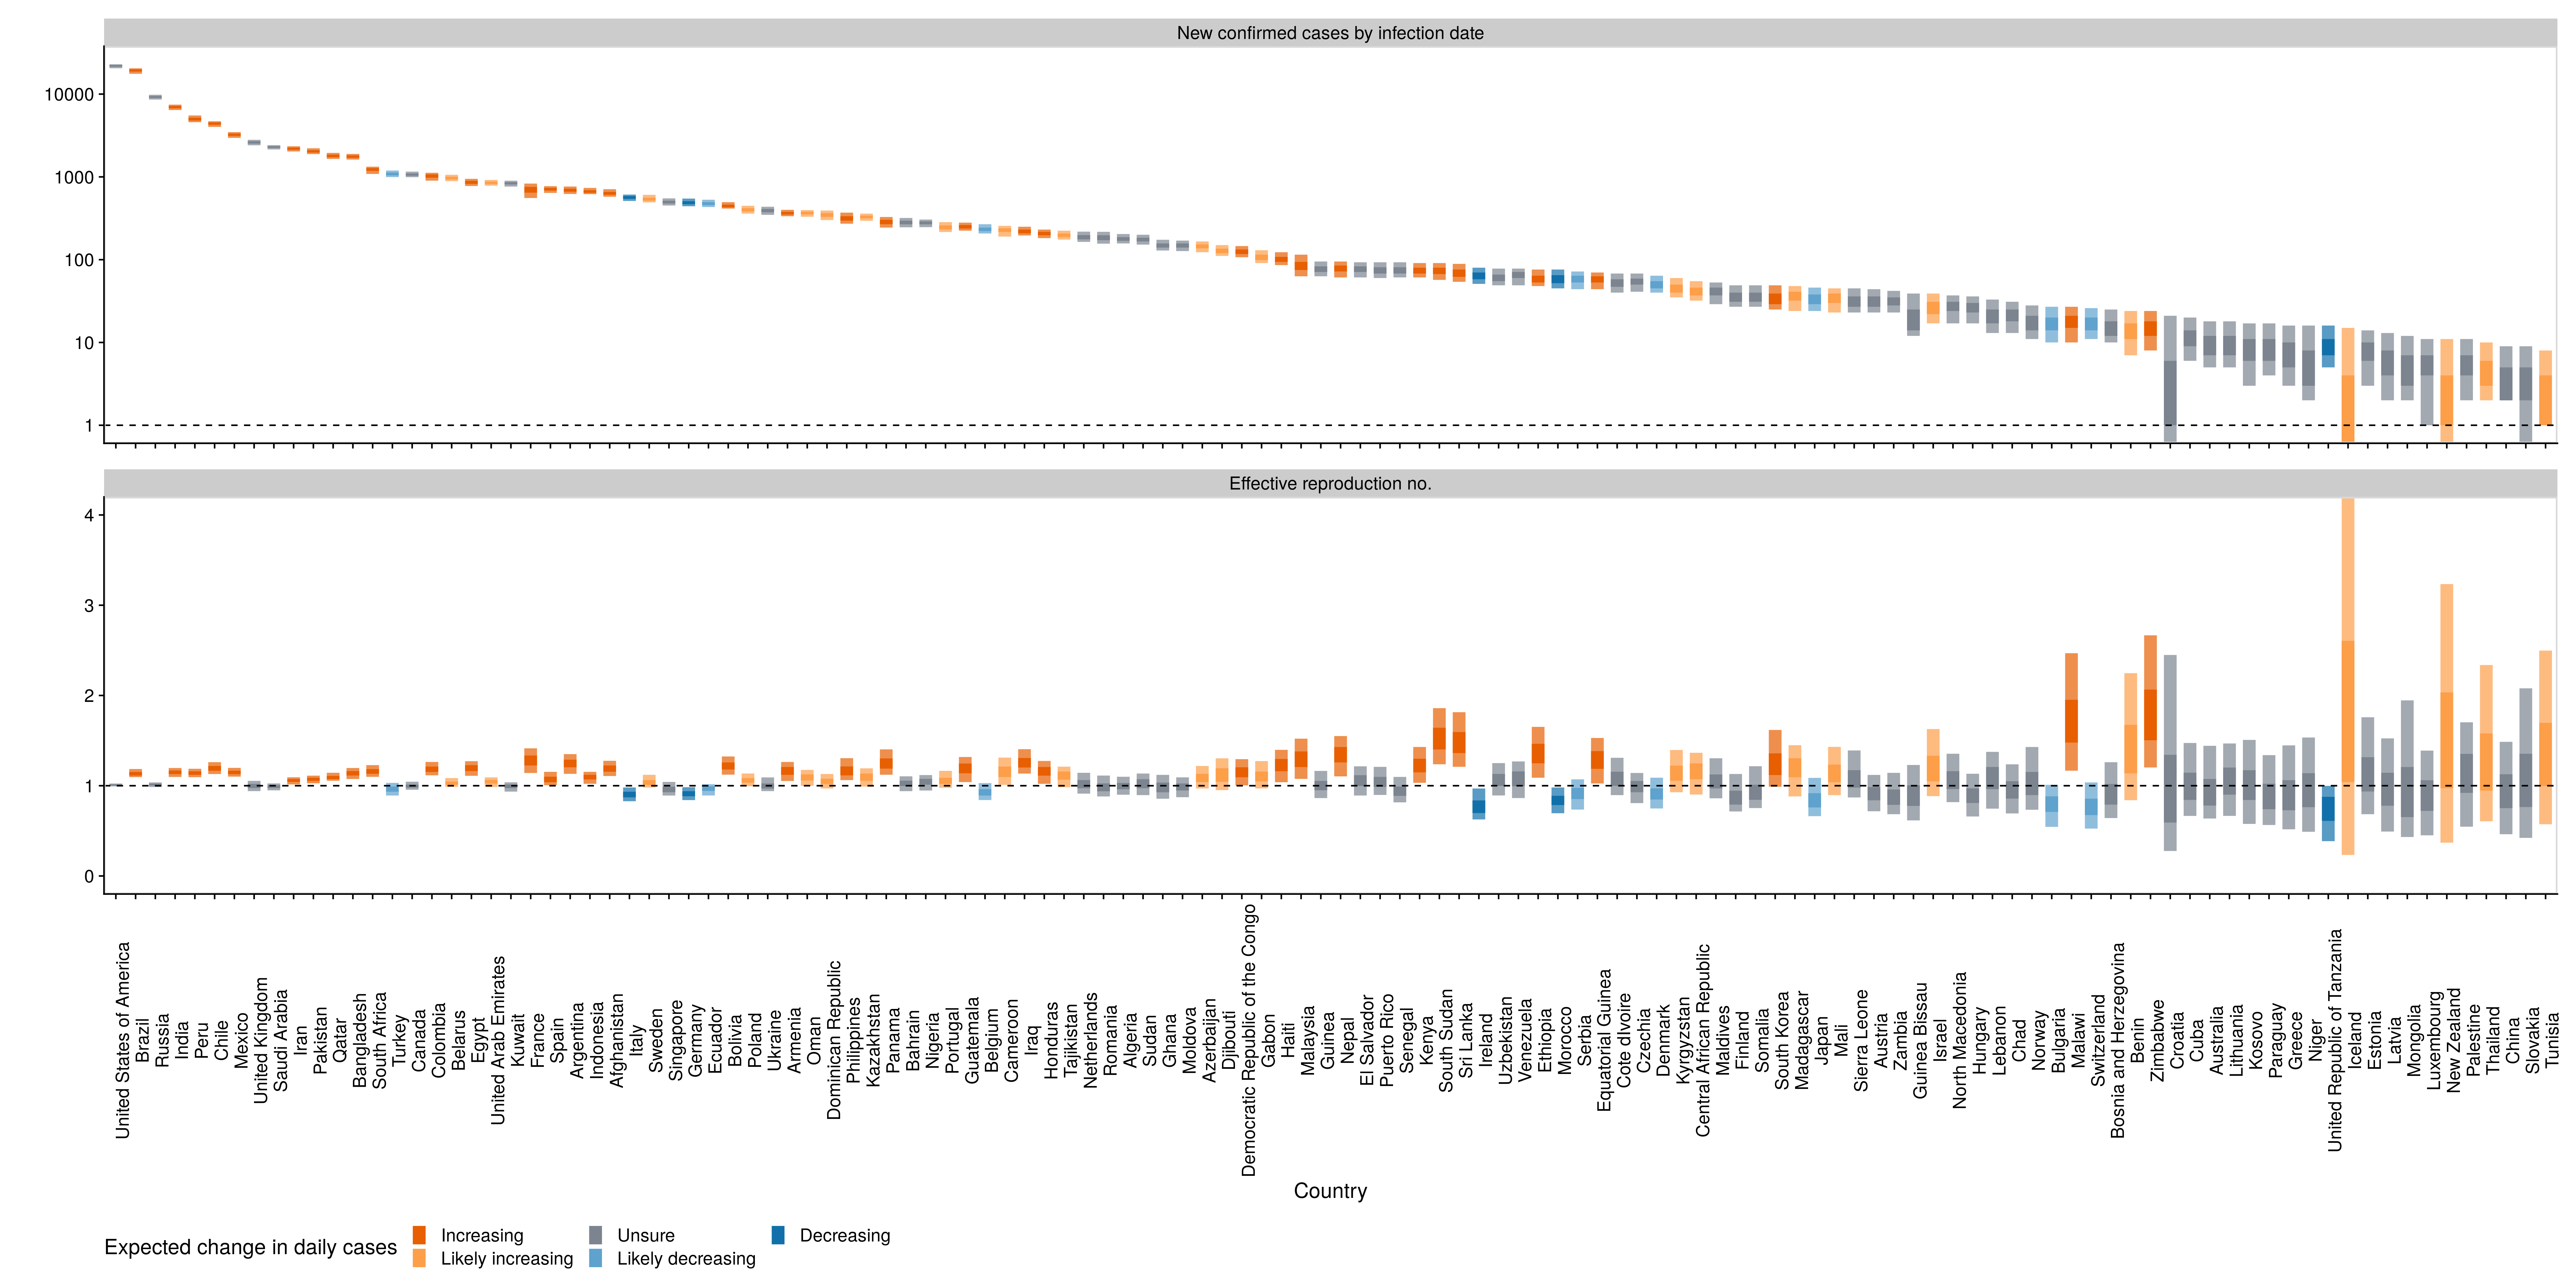 New confirmed cases by infection date
10000
1000
100
10
1
Effective reproduction no.
4
3
2
1
0
United States of America
Brazil
Russia
India
Peru
Chile
Mexico
United Kingdom
Saudi Arabia
Iran
Pakistan
Qatar
Bangladesh
South Africa
Turkey
Canada
Colombia
Belarus
Egypt
United Arab Emirates
Kuwait
France
Spain
Argentina
Indonesia
Afghanistan
Italy
Sweden
Singapore
Germany
Ecuador
Bolivia
Poland
Ukraine
Armenia
Oman
Dominican Republic
Philippines
Kazakhstan
Panama
Bahrain
Nigeria
Portugal
Guatemala
Belgium
Cameroon
Iraq
Honduras
Tajikistan
Netherlands
Romania
Algeria
Sudan
Ghana
Moldova
Azerbaijan
Djibouti
Democratic Republic of the Congo
Gabon
Haiti
Malaysia
Guinea
Nepal
El Salvador
Puerto Rico
Senegal
Kenya
South Sudan
Sri Lanka
Ireland
Uzbekistan
Venezuela
Ethiopia
Morocco
Serbia
Equatorial Guinea
Cote dIvoire
Czechia
Denmark
Kyrgyzstan
Central African Republic
Maldives
Finland
Somalia
South Korea
Madagascar
Japan
Mali
Sierra Leone
Austria
Zambia
Guinea Bissau
Israel
North Macedonia
Hungary
Lebanon
Chad
Norway
Bulgaria
Malawi
Switzerland
Bosnia and Herzegovina
Benin
Zimbabwe
Croatia
Cuba
Australia
Lithuania
Kosovo
Paraguay
Greece
Niger
United Republic of Tanzania
Iceland
Estonia
Latvia
Mongolia
Luxembourg
New Zealand
Palestine
Thailand
China
Slovakia
Tunisia
Country
Expected change in daily cases
Increasing
Unsure
Decreasing
Likely increasing
Likely decreasing